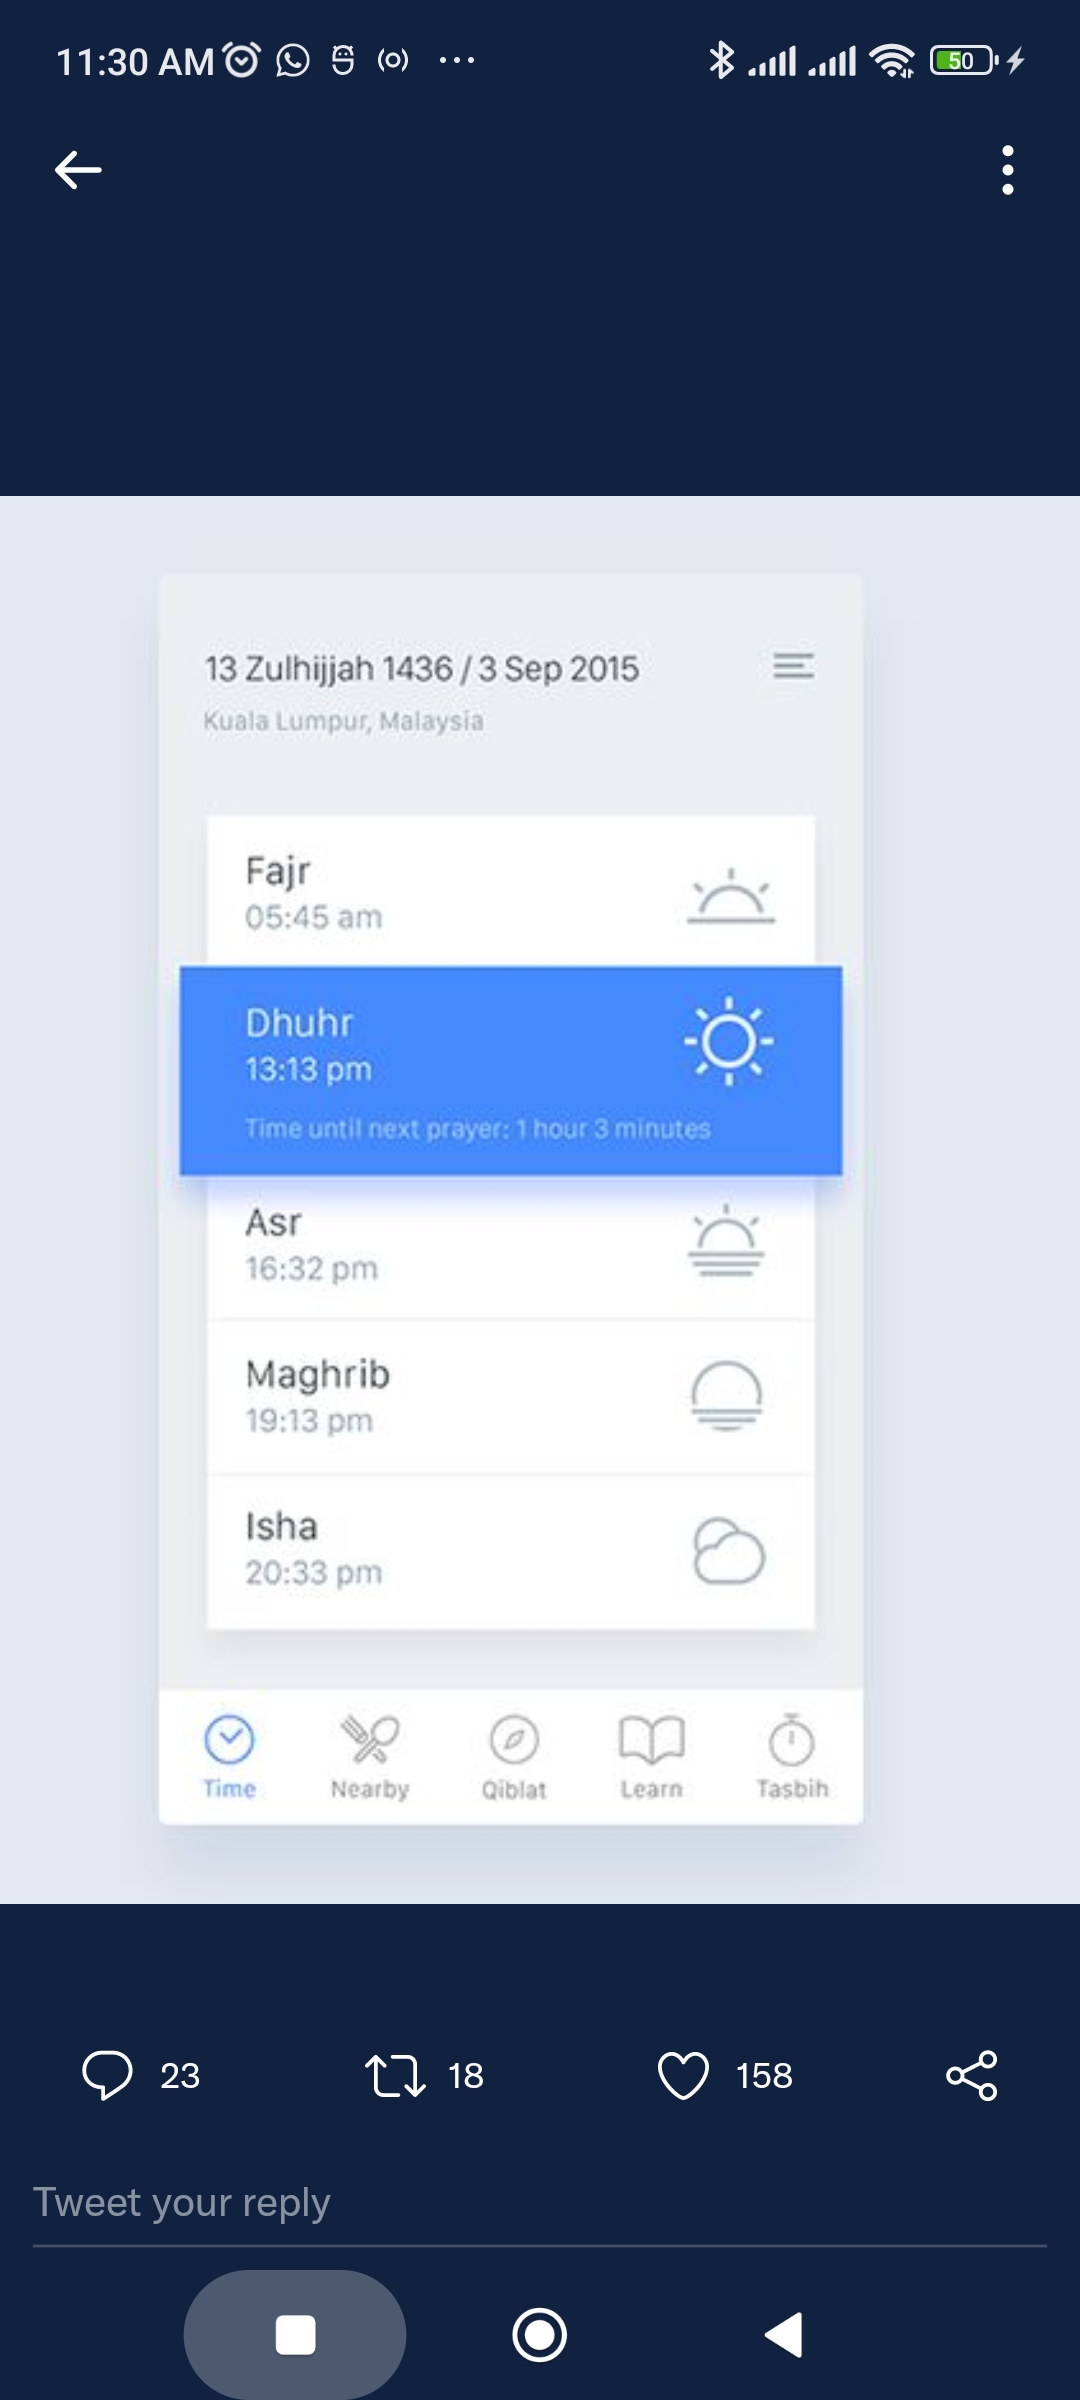 11:30 AM
50
13 Zulhijjah 1436 / 3 Sep 2015
Kuala Lumpur, Malaysia
Fajr
05:45 am
Dhuhr
13:13 pm
Time until next prayer: 1 hour 3 minutes
Asr
16:32 pm
Maghrib
19:13 pm
Isha
20:33 pm
Time Nearby Qiblat Learn Tasbih
23 18 158
Tweet your reply